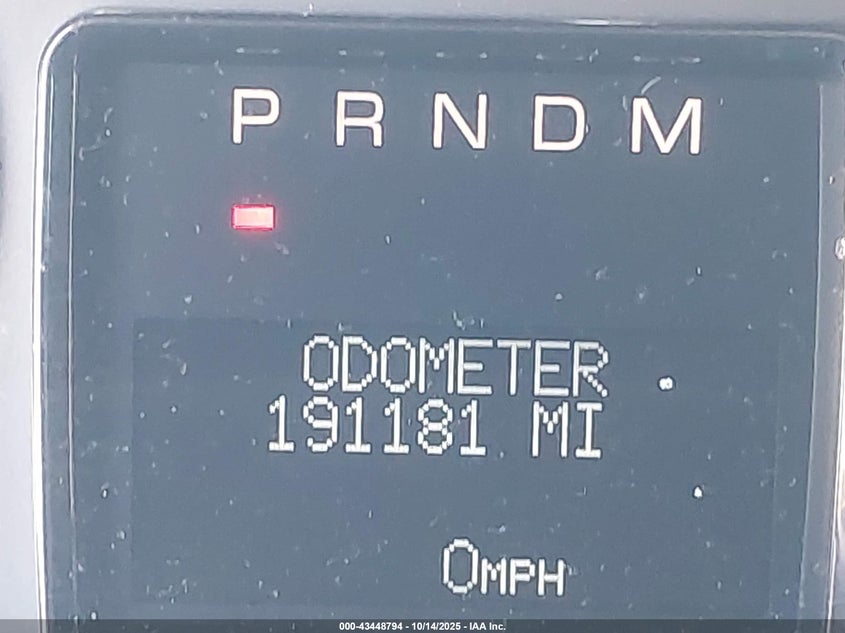 P R N D M
ODOMETER
191181 MI
0MPH
000-43448794 - 10/14/2025 - IAA Inc.